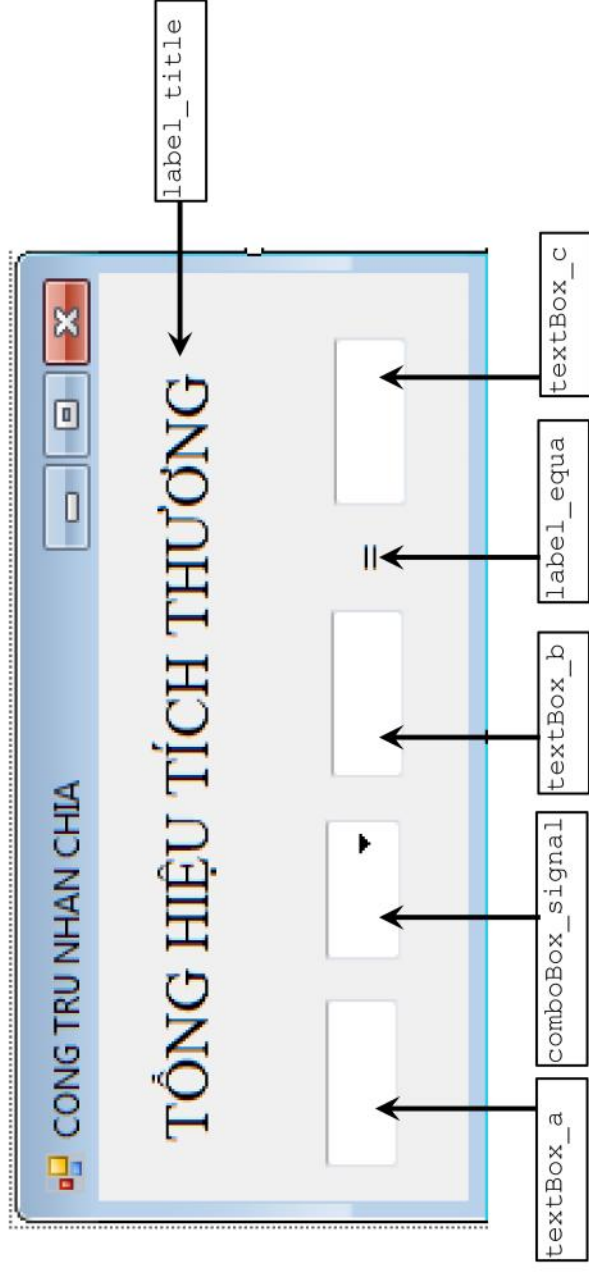 CONG TRU NHAN CHIA
TỔNG HIỆU TÍCH THƯƠNG
label_title
=
textBox_a
comboBox_signal
textBox_b
label_equa
textBox_c